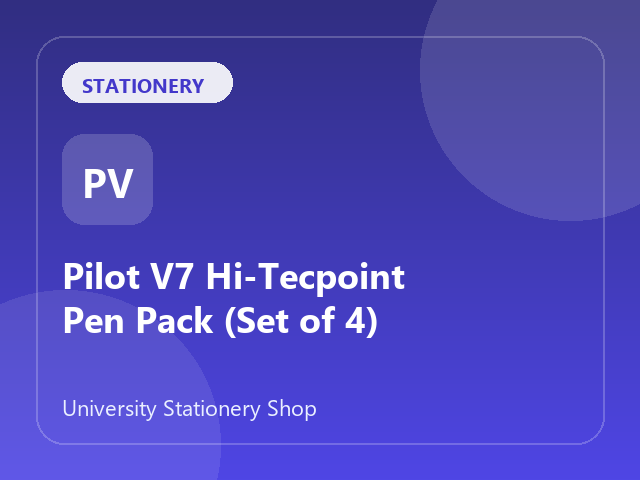 STATIONERY
PV
Pilot V7 Hi-Tecpoint
Pen Pack (Set of 4)
University Stationery Shop